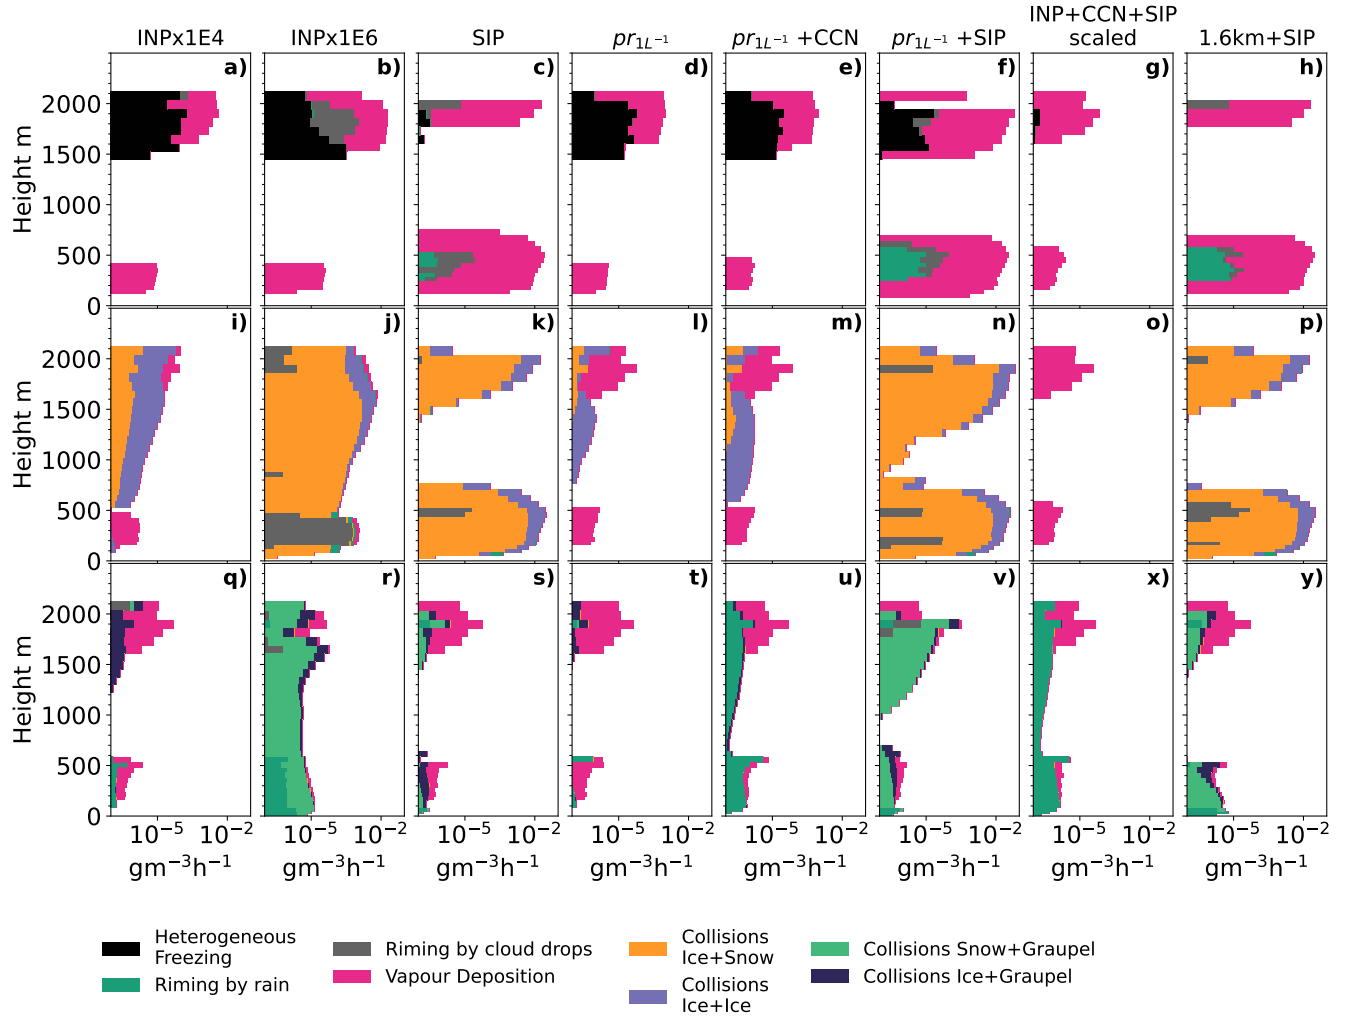 INP+CCN+SIP
INPx1E4 INPx1E6 SIP pr1L−1 pr1L−1 +CCN pr1L−1 +SIP scaled 1.6km+SIP
a) b) c) d) e) f) g) h)
2000
1500
1000
500
0
Height m
i) j) k) l) m) n) o) p)
2000
1500
1000
500
0
Height m
q) r) s) t) u) v) x) y)
2000
1500
1000
500
0
Height m
10−5 10−2 10−5 10−2 10−5 10−2 10−5 10−2 10−5 10−2 10−5 10−2 10−5 10−2 10−5 10−2
gm−3h−1 gm−3h−1 gm−3h−1 gm−3h−1 gm−3h−1 gm−3h−1 gm−3h−1 gm−3h−1
Heterogeneous
Freezing
Riming by rain
Riming by cloud drops
Vapour Deposition
Collisions
Ice+Snow
Collisions
Ice+Ice
Collisions Snow+Graupel
Collisions Ice+Graupel